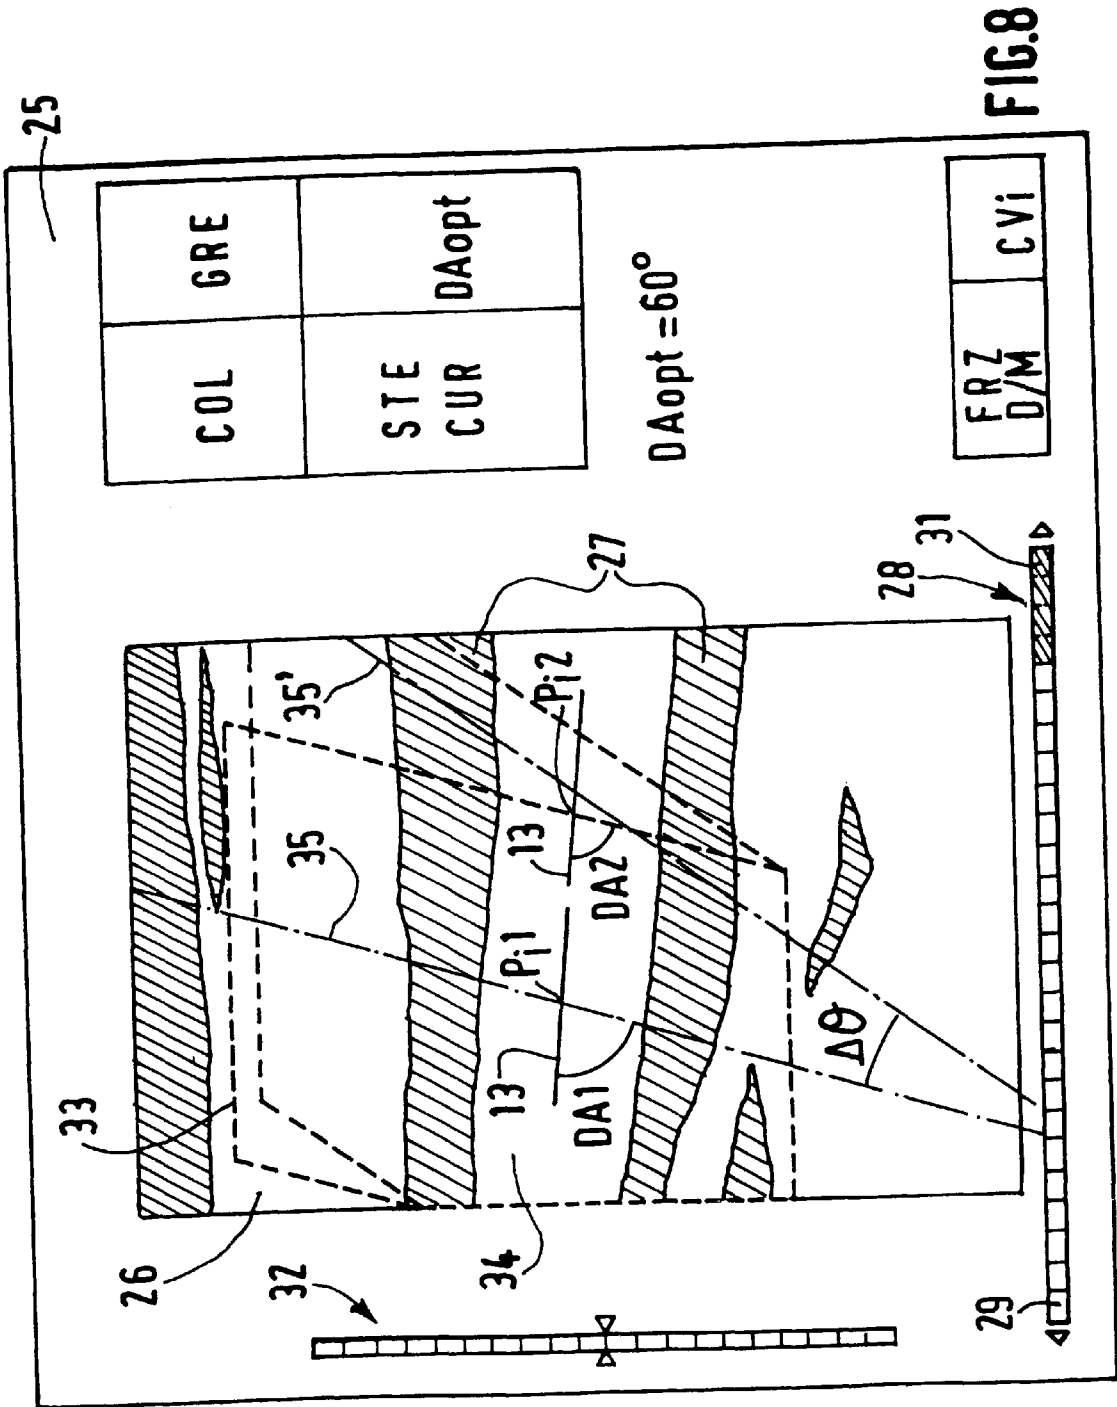 25
COL
GRE
STE
CUR
DAopt
DAopt = 60°
FRZ
D/M
CVi
33
26
32
34
35
35'
27
13
Pi1
DA1
13
Pi2
DA2
Δθ
28
31
29
FIG.8